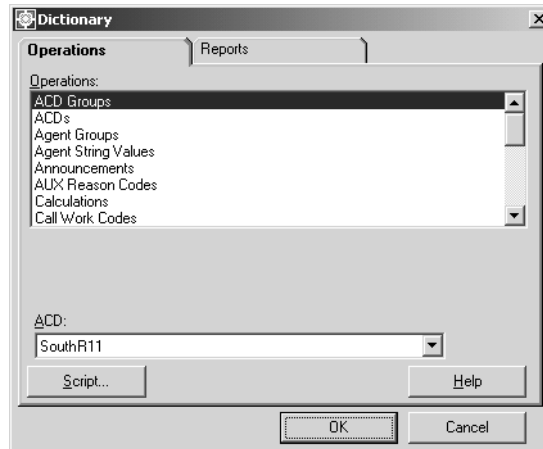 Dictionary
Operations
Reports
Operations:
ACD Groups
ACDs
Agent Groups
Agent String Values
Announcements
AUX Reason Codes
Calculations
Call Work Codes
ACD:
SouthR11
Script...
Help
OK
Cancel